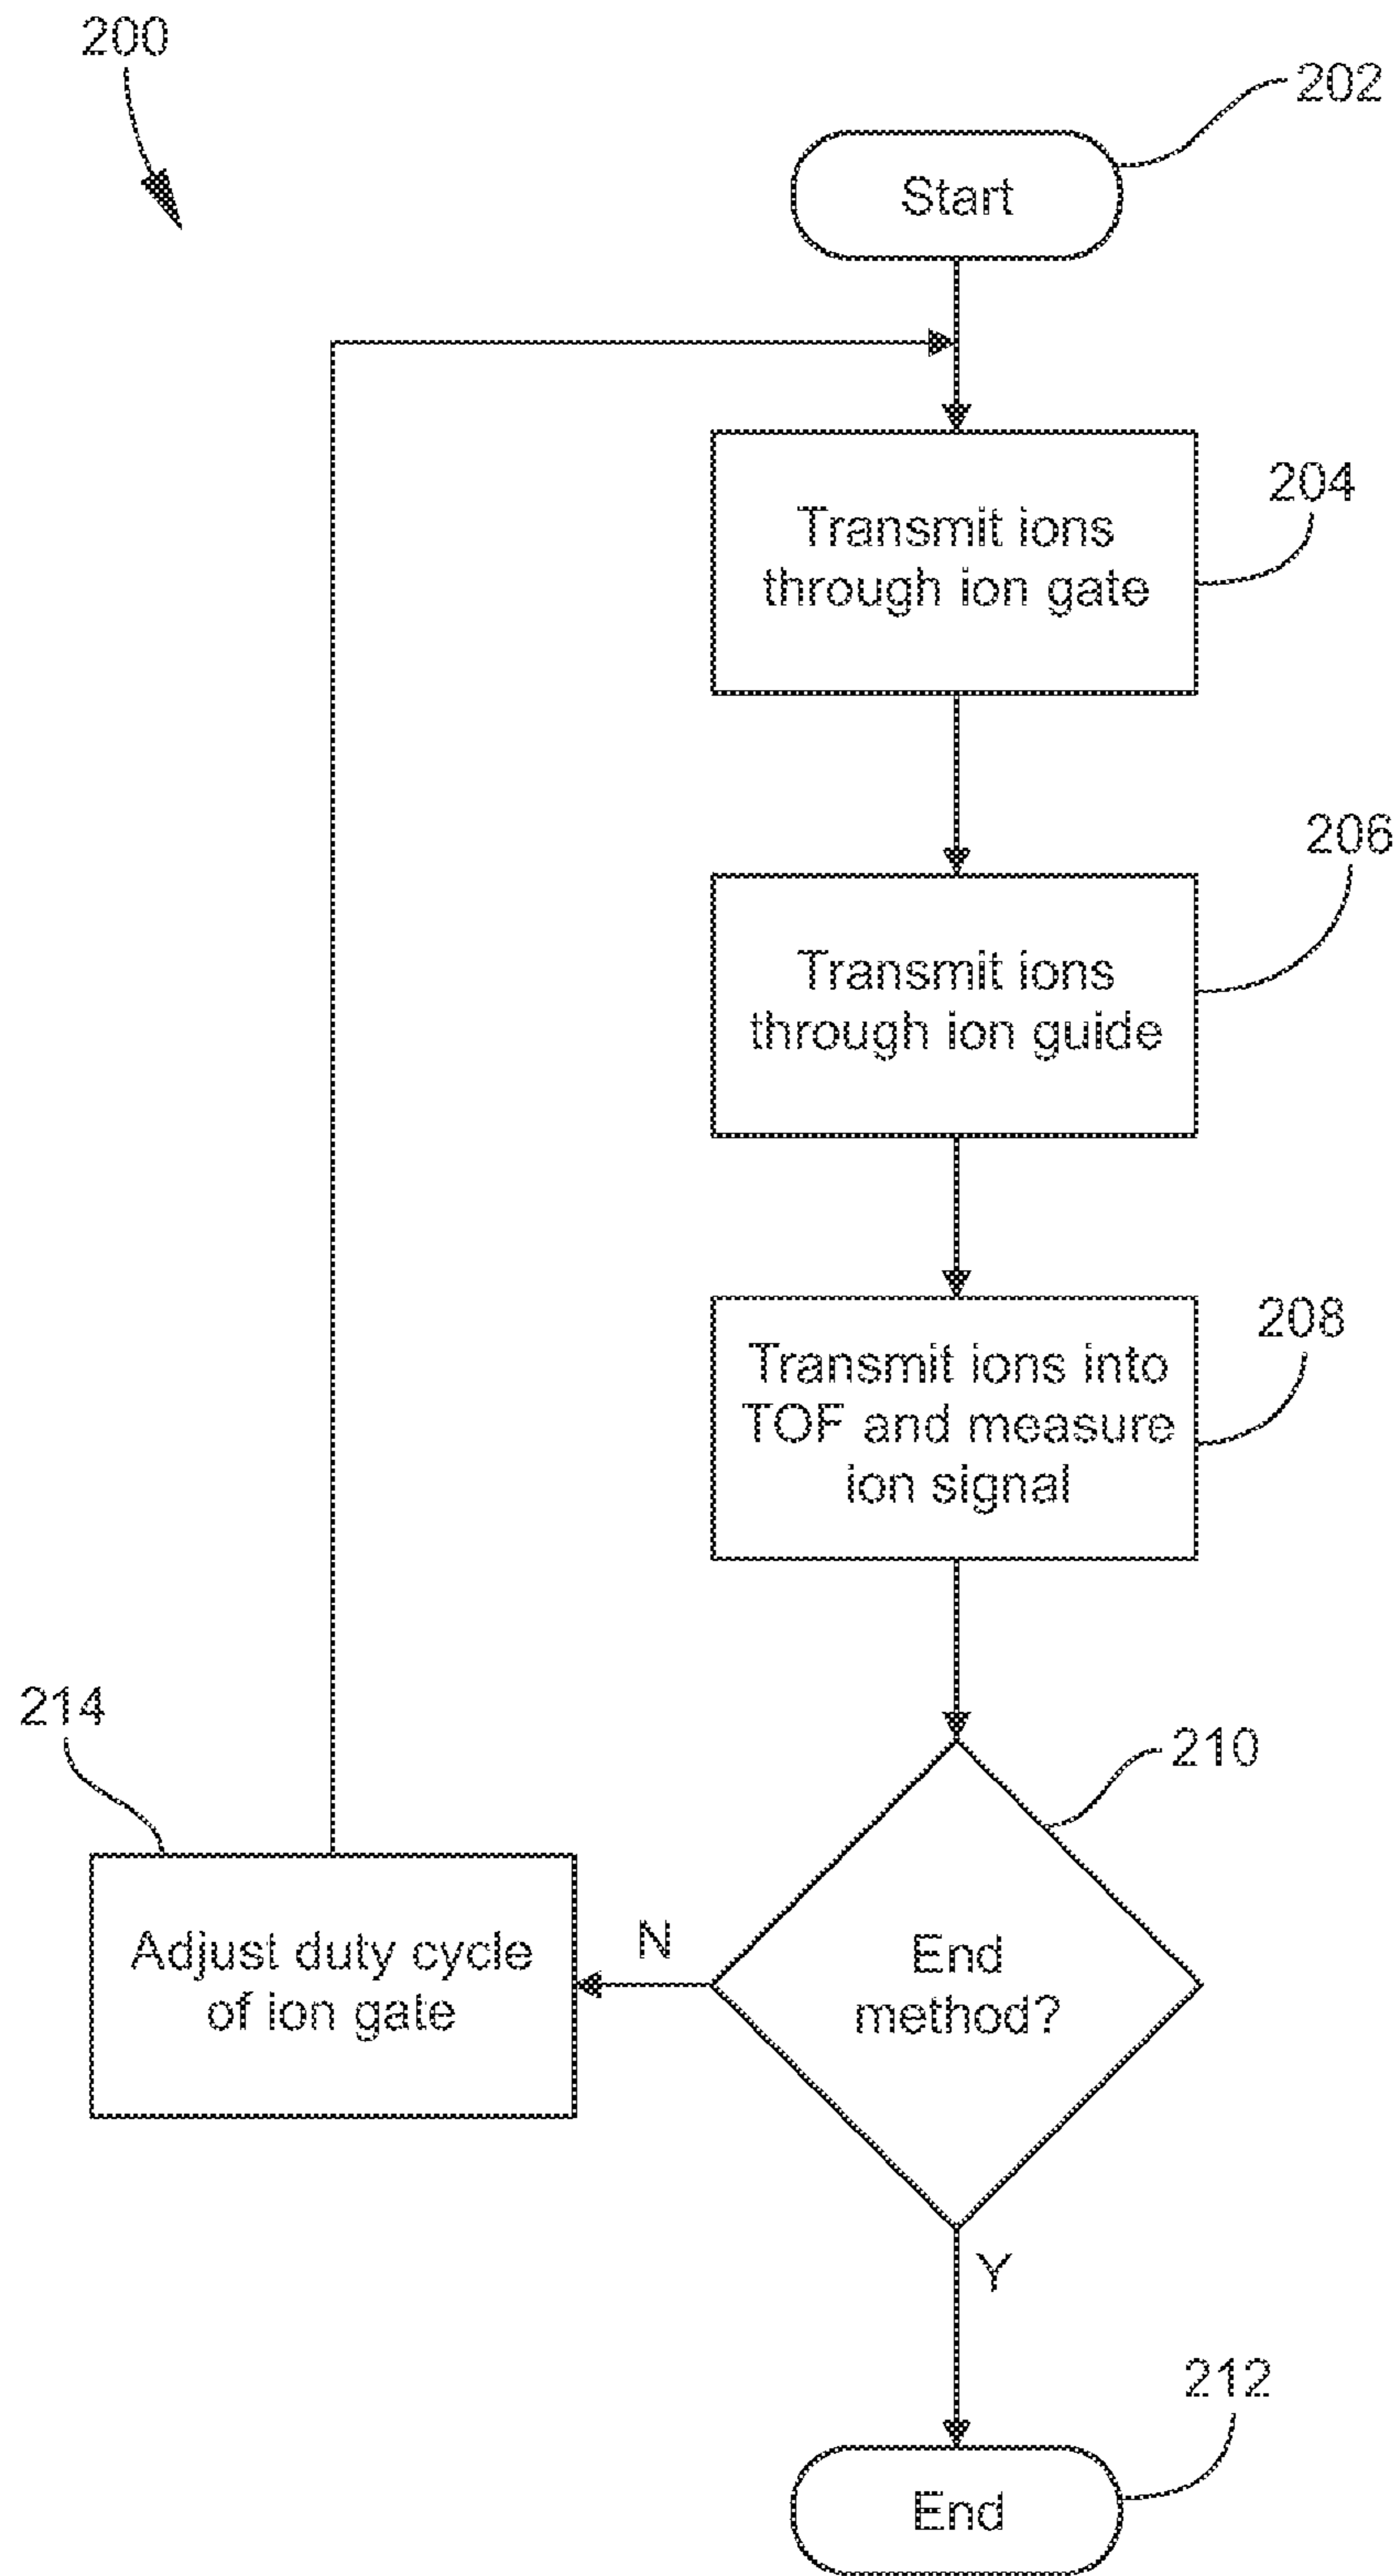 200
202
Start
204
Transmit ions
through ion gate
206
Transmit ions
through ion guide
208
Transmit ions into
TOF and measure
ion signal
214
210
Adjust duty cycle
of ion gate
N
End
method?
Y
212
End